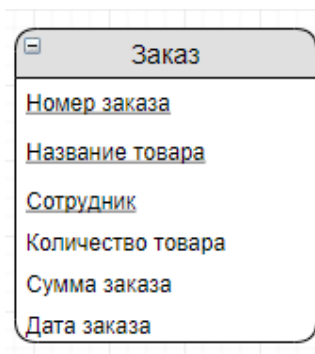 Заказ
Номер заказа
Название товара
Сотрудник
Количество товара
Сумма заказа
Дата заказа